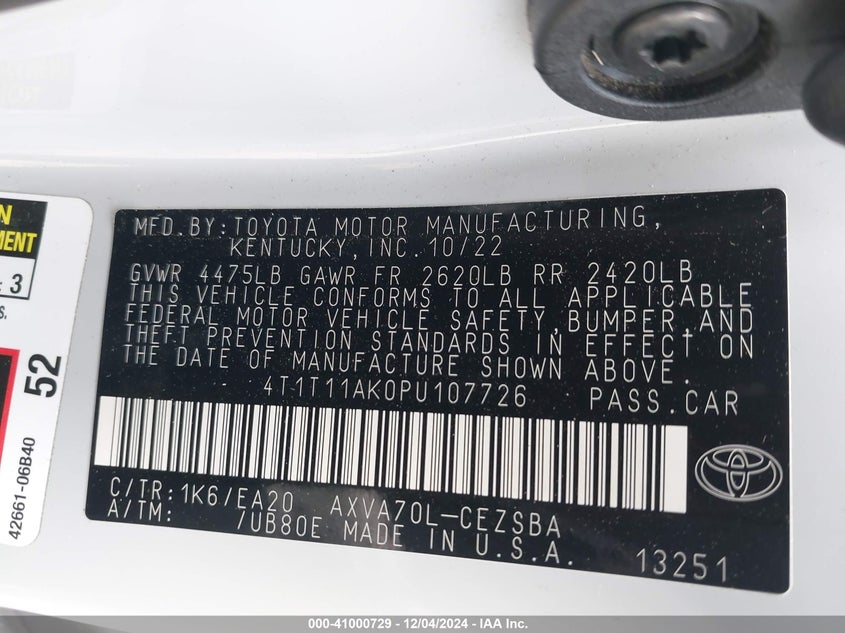 N
MENT
: 3
S.
52
42661-06B40
MFD.BY:TOYOTA MOTOR MANUFACTURING,
KENTUCKY,INC.10/22
GVWR 4475LB GAWR FR 2620LB RR 2420LB
THIS VEHICLE CONFORMS TO ALL APPLICABLE
FEDERAL MOTOR VEHICLE SAFETY,BUMPER,AND
THEFT PREVENTION STANDARDS IN EFFECT ON
THE DATE OF MANUFACTURE SHOWN ABOVE.
4T1T11AK0PU107726 PASS.CAR
C/TR:1K6/EA20 AXVA70L-CEZSBA
A/TM: /UB80E MADE IN U.S.A. 13251
000-41000729 - 12/04/2024 - IAA Inc.